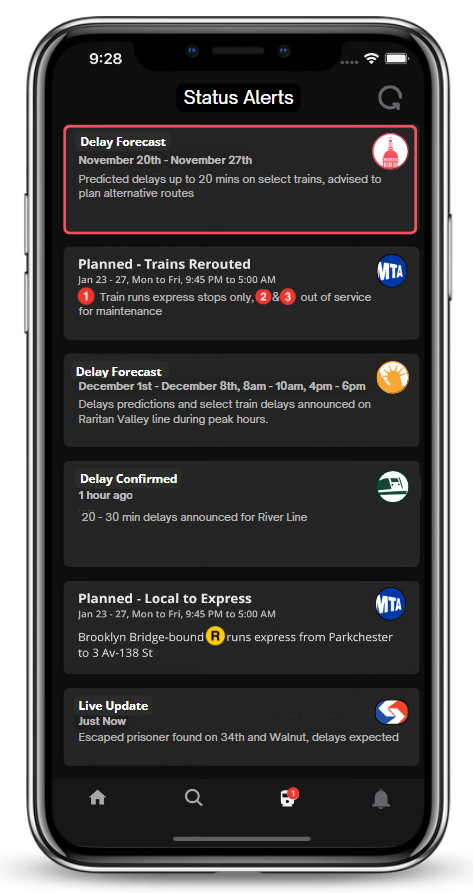 9:28
Status Alerts
Delay Forecast
November 20th - November 27th
Predicted delays up to 20 mins on select trains, advised to
plan alternative routes
Planned - Trains Rerouted
MTA
Jan 23 - 27, Mon to Fri, 9:45 PM to 5:00 AM
1 Train runs express stops only, 2 & 3 out of service
for maintenance
Delay Forecast
December 1st - December 8th, 8am - 10am, 4pm - 6pm
Delays predictions and select train delays announced on
Raritan Valley line during peak hours.
Delay Confirmed
1 hour ago
20 - 30 min delays announced for River Line
Planned - Local to Express
MTA
Jan 23 - 27, Mon to Fri, 9:45 PM to 5:00 AM
Brooklyn Bridge-bound R runs express from Parkchester
to 3 Av-138 St
Live Update
Just Now
Escaped prisoner found on 34th and Walnut, delays expected
1